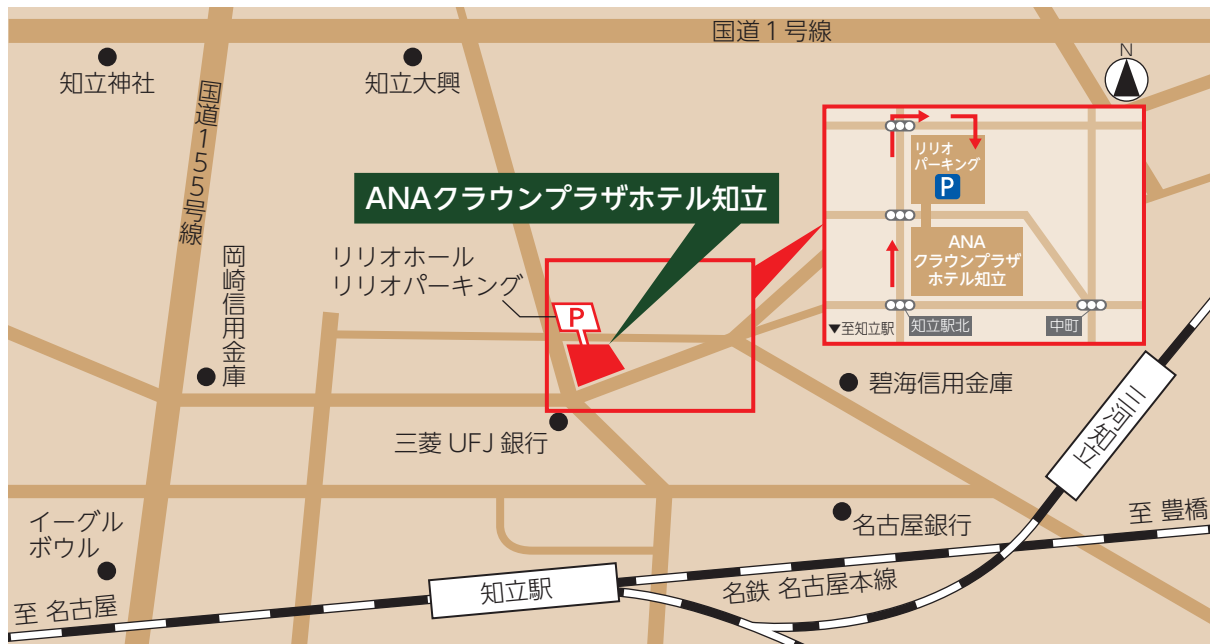 国道1号線
N
知立神社
知立大興
国道155号線
リリオ
パーキング
P
ANA
クラウンプラザ
ホテル知立
▼至知立駅
知立駅北
中町
ANAクラウンプラザホテル知立
岡崎信用金庫
リリオホール
リリオパーキング
P
碧海信用金庫
三菱UFJ銀行
三河知立
イーグル
ボウル
名古屋銀行
至 豊橋
知立駅
名鉄 名古屋本線
至 名古屋